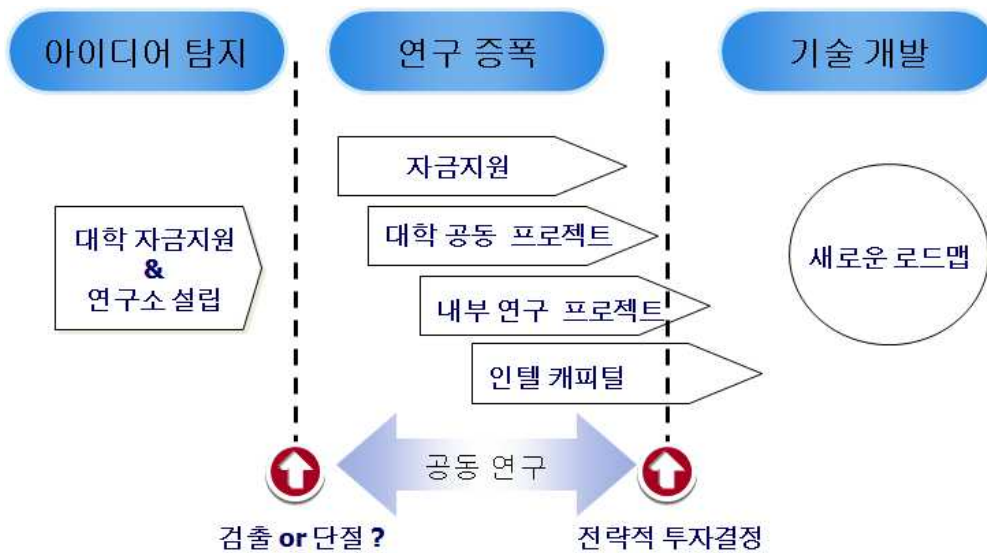 아이디어 탐지
연구 증폭
기술 개발
자금지원
대학 자금지원
&
연구소 설립
대학 공동 프로젝트
새로운 로드맵
내부 연구 프로젝트
인텔 캐피털
공동 연구
검출 or 단절 ?
전략적 투자결정